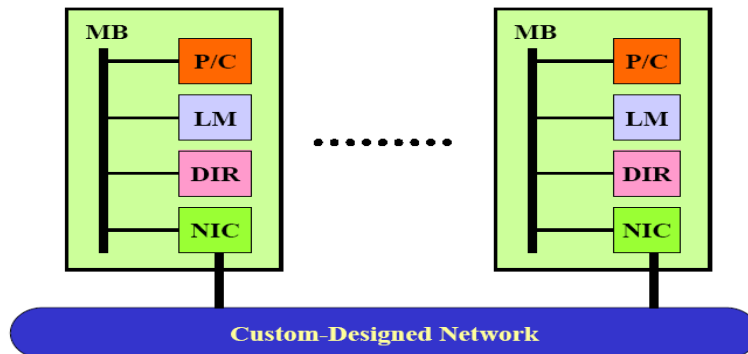 MB
P/C
LM
DIR
NIC
MB
P/C
LM
DIR
NIC
Custom-Designed Network